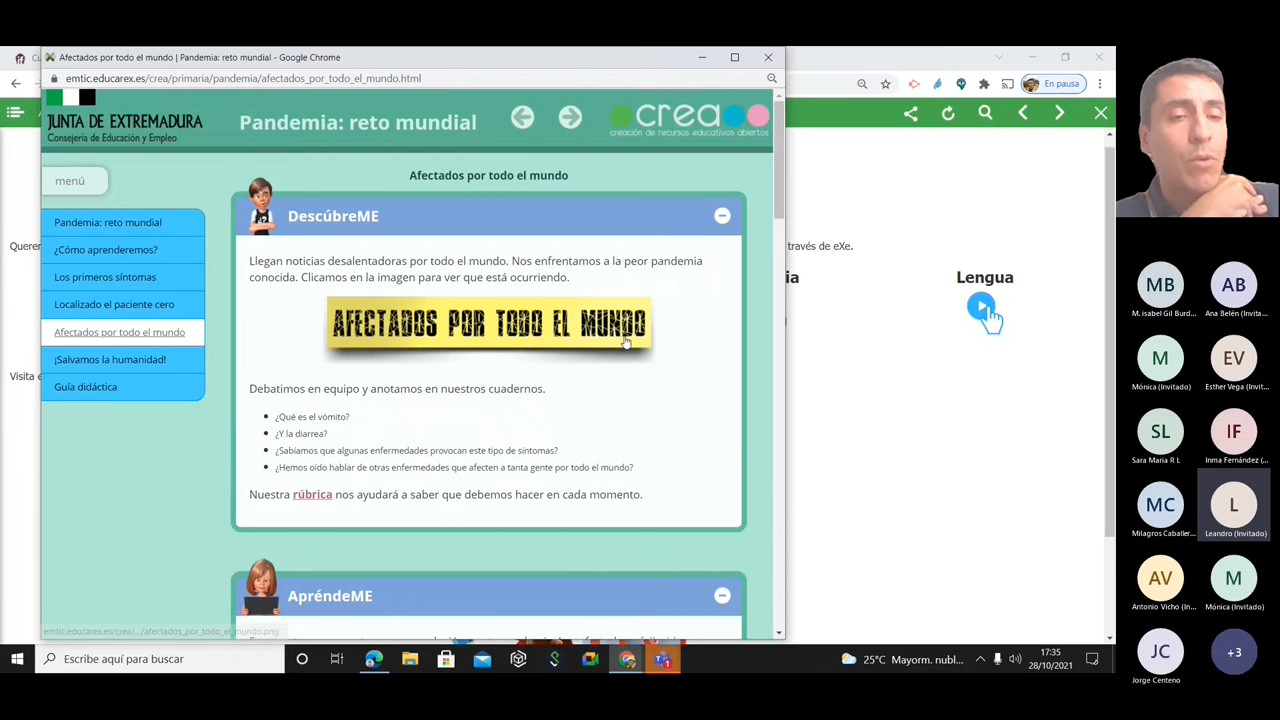 Afectados por todo el mundo | Pandemia: reto mundial - Google Chrome
emtic.educarex.es/crea/primaria/pandemia/afectados_por_todo_el_mundo.html
En pausa
JUNTA DE EXTREMADURA
Consejería de Educación y Empleo
Pandemia: reto mundial
crea
creación de recursos educativos abiertos
menú
Pandemia: reto mundial
¿Cómo aprenderemos?
Los primeros síntomas
Localizado el paciente cero
Afectados por todo el mundo
¡Salvamos la humanidad!
Guía didáctica
Afectados por todo el mundo
DescúbreME
Llegan noticias desalentadoras por todo el mundo. Nos enfrentamos a la peor pandemia
conocida. Clicamos en la imagen para ver que está ocurriendo.
AFECTADOS POR TODO EL MUNDO
Debatimos en equipo y anotamos en nuestros cuadernos.
¿Qué es el vómito?
¿Y la diarrea?
¿Sabíamos que algunas enfermedades provocan este tipo de síntomas?
¿Hemos oído hablar de otras enfermedades que afecten a tanta gente por todo el mundo?
Nuestra rúbrica nos ayudará a saber que debemos hacer en cada momento.
ApréndeME
emtic.educarex.es/crea/.../afectados_por_todo_el_mundo.png
Querer
Visita e
través de eXe.
ia
Lengua
MB
M. isabel Gil Burd...
AB
Ana Belén (Invita...
M
Mónica (Invitado)
EV
Esther Vega (Invit...
SL
Sara Maria R L
IF
Inma Fernández (...
MC
Milagros Caballer...
L
Leandro (Invitado)
AV
Antonio Vicho (In...
M
Mónica (Invitado)
JC
Jorge Centeno
+3
Escribe aquí para buscar
25°C Mayorm. nubl...
17:35
28/10/2021